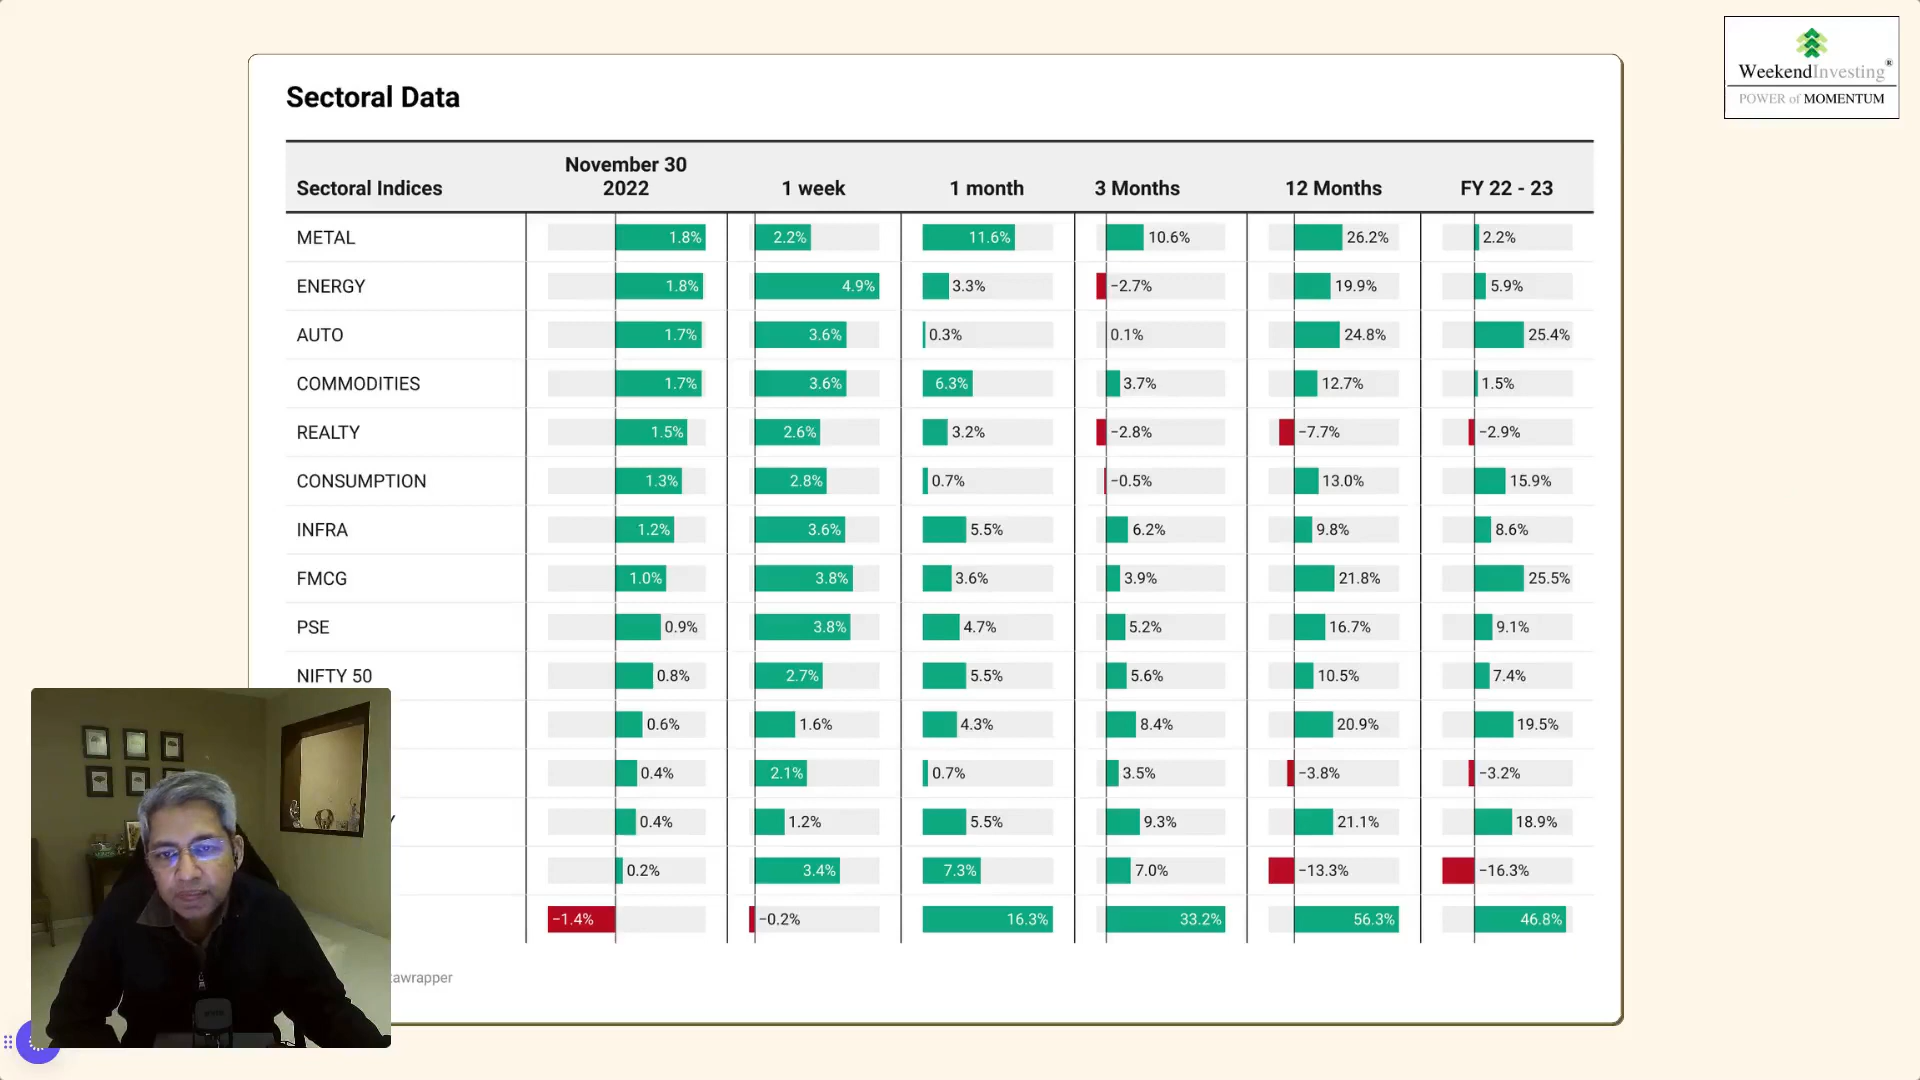 WeekendInvesting®
POWER of MOMENTUM
Sectoral Data
Sectoral Indices November 30 2022 1 week 1 month 3 Months 12 Months FY 22 - 23
METAL 1.8% 2.2% 11.6% 10.6% 26.2% 2.2%
ENERGY 1.8% 4.9% 3.3% −2.7% 19.9% 5.9%
AUTO 1.7% 3.6% 0.3% 0.1% 24.8% 25.4%
COMMODITIES 1.7% 3.6% 6.3% 3.7% 12.7% 1.5%
REALTY 1.5% 2.6% 3.2% −2.8% −7.7% −2.9%
CONSUMPTION 1.3% 2.8% 0.7% −0.5% 13.0% 15.9%
INFRA 1.2% 3.6% 5.5% 6.2% 9.8% 8.6%
FMCG 1.0% 3.8% 3.6% 3.9% 21.8% 25.5%
PSE 0.9% 3.8% 4.7% 5.2% 16.7% 9.1%
NIFTY 50 0.8% 2.7% 5.5% 5.6% 10.5% 7.4%
0.6% 1.6% 4.3% 8.4% 20.9% 19.5%
0.4% 2.1% 0.7% 3.5% −3.8% −3.2%
0.4% 1.2% 5.5% 9.3% 21.1% 18.9%
0.2% 3.4% 7.3% 7.0% −13.3% −16.3%
−1.4% −0.2% 16.3% 33.2% 56.3% 46.8%
awrapper